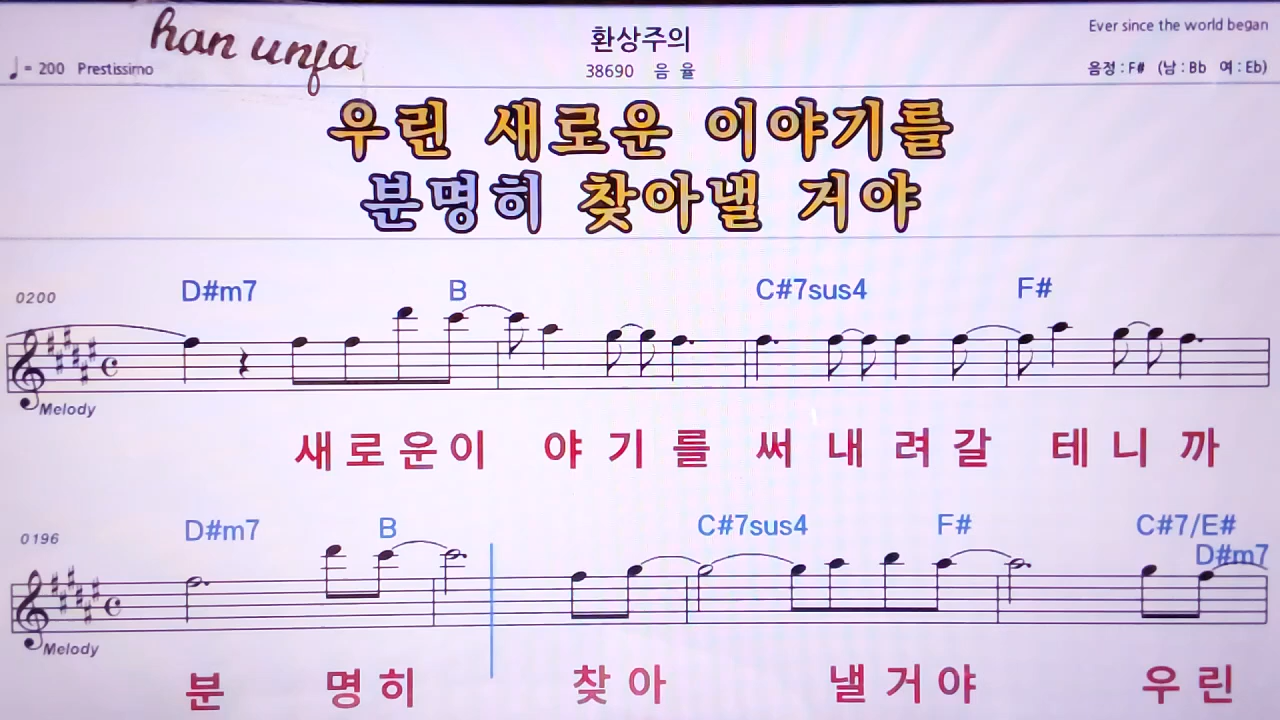 han unja
환상주의
Ever since the world began
♩= 200 Prestissimo
38690 음 율
음정 : F# (남 : Bb 여 : Eb)
우린 새로운 이야기를
분명히 찾아낼 거야
0200
D#m7 B C#7sus4 F#
Melody
새 로 운 이 야 기 를 써 내 려 갈 테 니 까
0196
D#m7 B C#7sus4 F# C#7/E#
D#m7
Melody
분 명 히 찾 아 낼 거 야 우 린